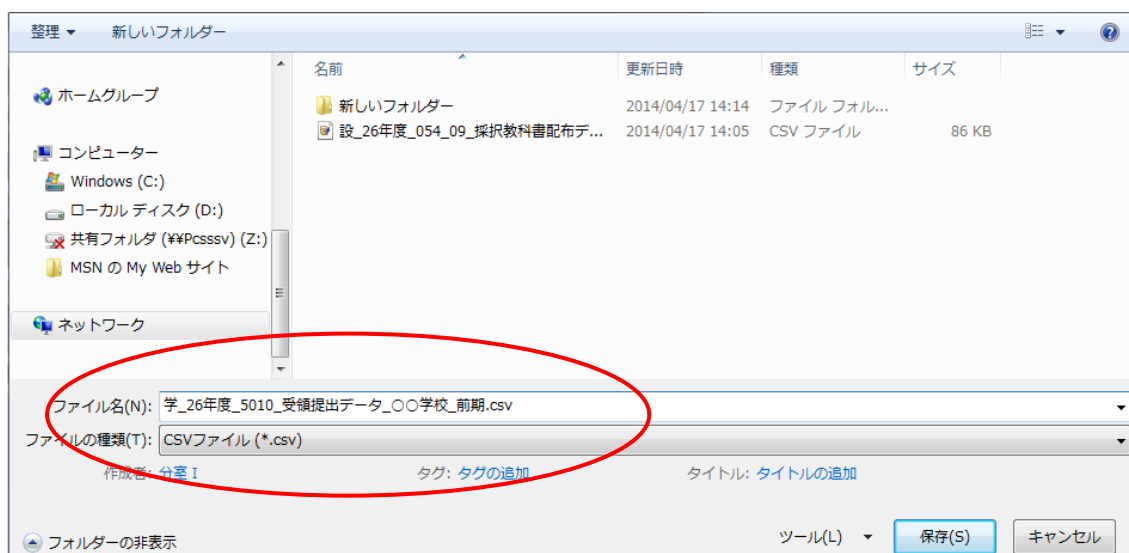 整理 新しいフォルダー
名前 更新日時 種類 サイズ
ホームグループ
新しいフォルダー 2014/04/17 14:14 ファイル フォル...
設_26年度_054_09_採択教科書配布デ... 2014/04/17 14:05 CSV ファイル 86 KB
コンピューター
Windows (C:)
ローカル ディスク (D:)
共有フォルダ (¥¥Pcsssv) (Z:)
MSN の My Web サイト
ネットワーク
ファイル名(N): 学_26年度_5010_受領提出データ_〇〇学校_前期.csv
ファイルの種類(T): CSVファイル (*.csv)
作成者: 分室 I タグ: タグの追加 タイトル: タイトルの追加
フォルダーの非表示 ツール(L) 保存(S) キャンセル